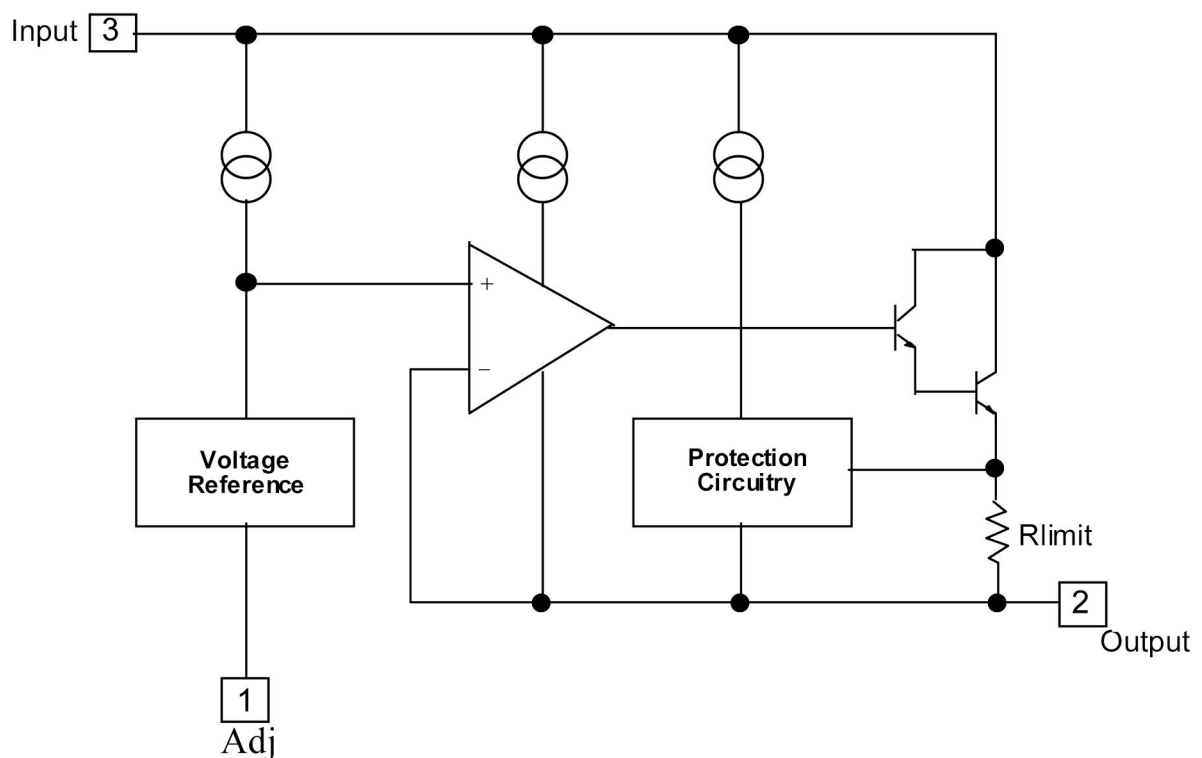 Input 3
+
−
Voltage
Reference
Protection
Circuitry
Rlimit
2
Output
1
Adj